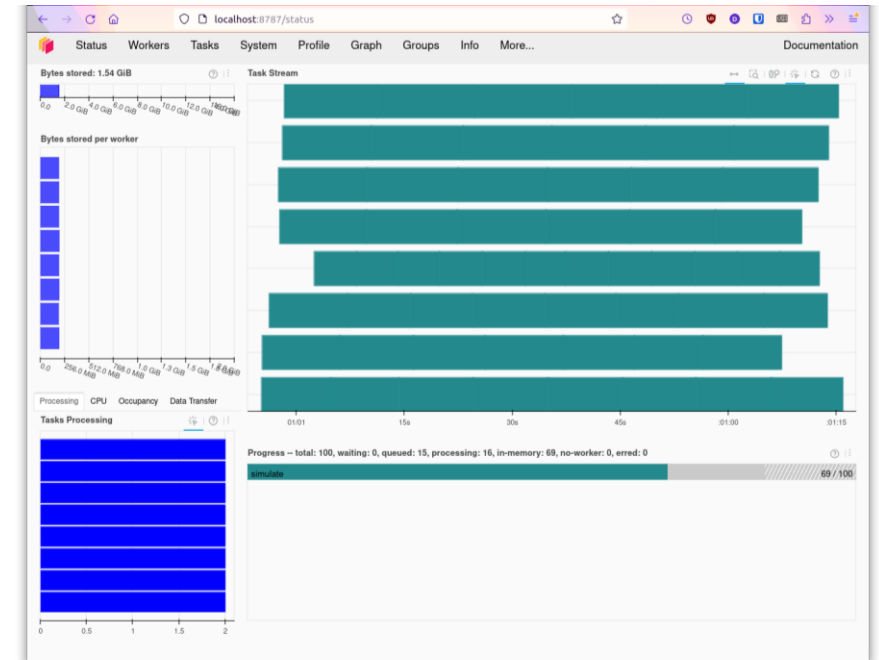 localhost:8787/status
Status Workers Tasks System Profile Graph Groups Info More... Documentation
Bytes stored: 1.54 GiB
0.0 2.0 GiB 4.0 GiB 6.0 GiB 8.0 GiB 10.0 GiB 12.0 GiB
Bytes stored per worker
0.0 256.0 MiB 512.0 MiB 768.0 MiB 1.0 GiB 1.3 GiB 1.5 GiB
Processing CPU Occupancy Data Transfer
Tasks Processing
0 0.5 1 1.5 2
Task Stream
01:01 15s 30s 45s :01:00 :01:15
Progress -- total: 100, waiting: 0, queued: 15, processing: 16, in-memory: 69, no-worker: 0, erred: 0
simulate 69 / 100